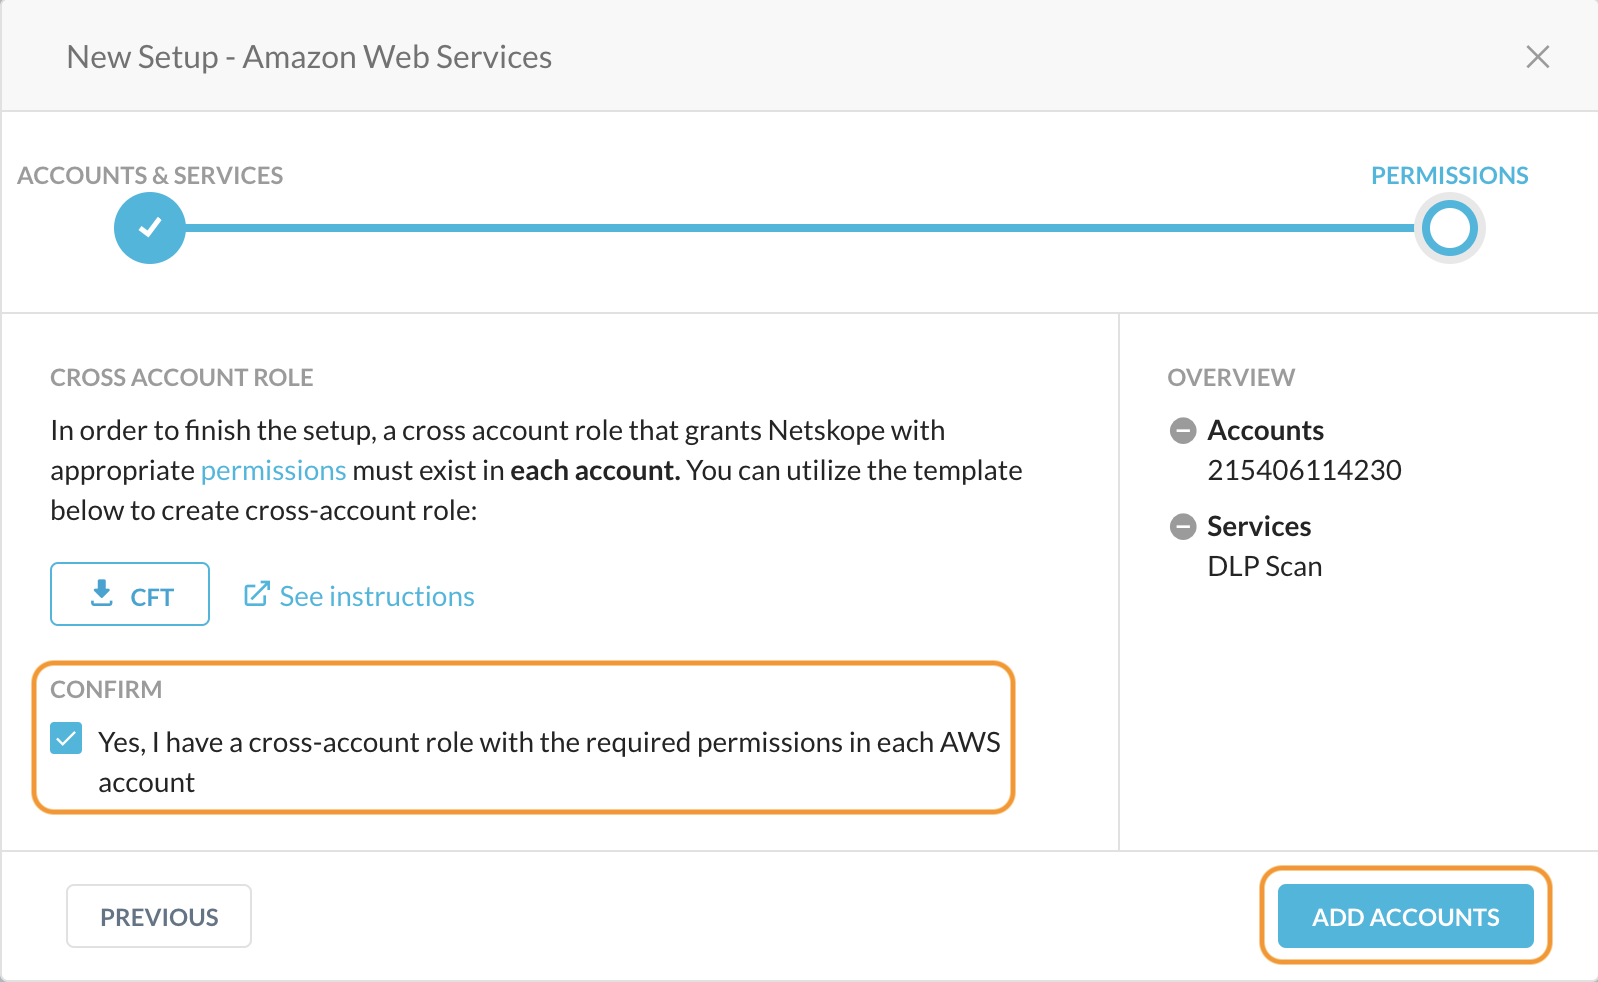 New Setup - Amazon Web Services
ACCOUNTS & SERVICES
PERMISSIONS
CROSS ACCOUNT ROLE
In order to finish the setup, a cross account role that grants Netskope with
appropriate permissions must exist in each account. You can utilize the template
below to create cross-account role:
CFT
See instructions
CONFIRM
Yes, I have a cross-account role with the required permissions in each AWS
account
OVERVIEW
Accounts
215406114230
Services
DLP Scan
PREVIOUS
ADD ACCOUNTS